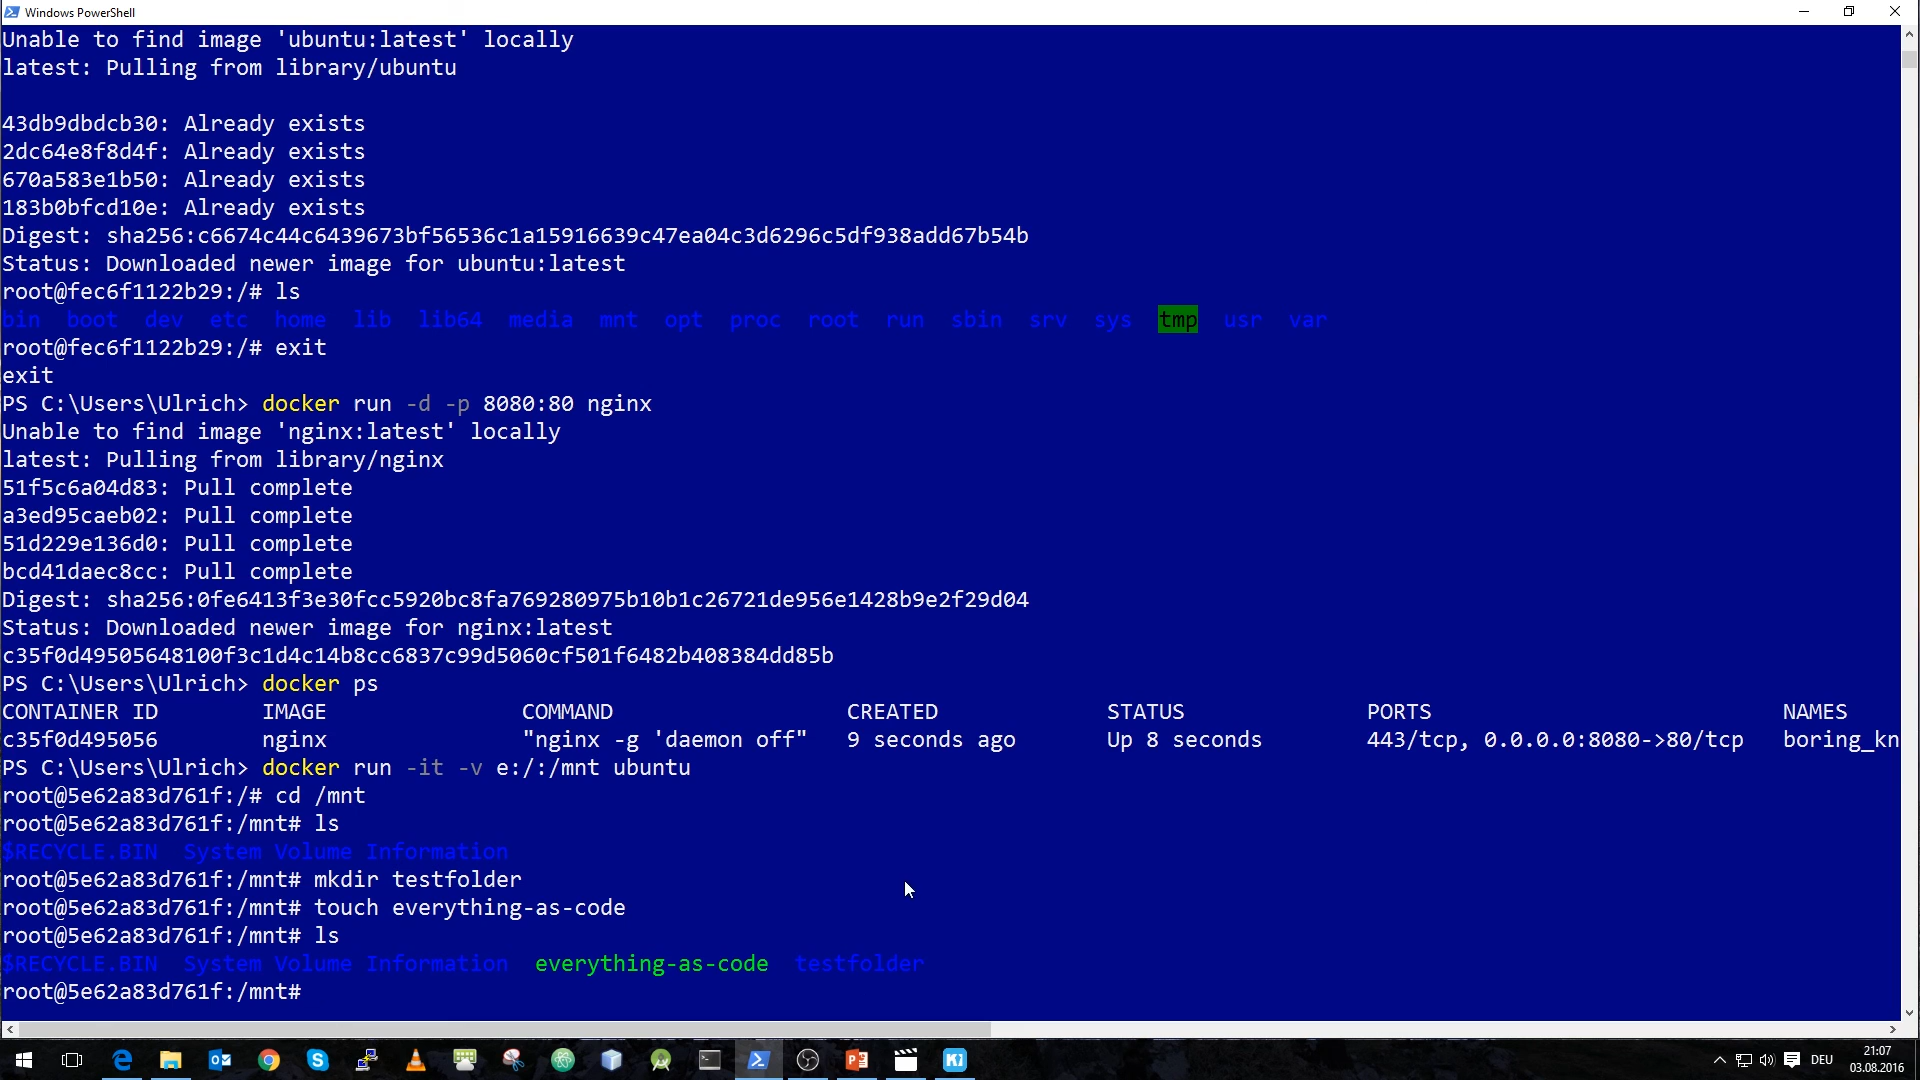 Windows PowerShell
Unable to find image 'ubuntu:latest' locally
latest: Pulling from library/ubuntu
43db9dbdcb30: Already exists
2dc64e8f8d4f: Already exists
670a583e1b50: Already exists
183b0bfcd10e: Already exists
Digest: sha256:c6674c44c6439673bf56536c1a15916639c47ea04c3d6296c5df938add67b54b
Status: Downloaded newer image for ubuntu:latest
root@fec6f1122b29:/# ls
bin  boot  dev  etc  home  lib  lib64  media  mnt  opt  proc  root  run  sbin  srv  sys  tmp  usr  var
root@fec6f1122b29:/# exit
exit
PS C:\Users\Ulrich> docker run -d -p 8080:80 nginx
Unable to find image 'nginx:latest' locally
latest: Pulling from library/nginx
51f5c6a04d83: Pull complete
a3ed95caeb02: Pull complete
51d229e136d0: Pull complete
bcd41daec8cc: Pull complete
Digest: sha256:0fe6413f3e30fcc5920bc8fa769280975b10b1c26721de956e1428b9e2f29d04
Status: Downloaded newer image for nginx:latest
c35f0d49505648100f3c1d4c14b8cc6837c99d5060cf501f6482b408384dd85b
PS C:\Users\Ulrich> docker ps
CONTAINER ID        IMAGE               COMMAND                  CREATED             STATUS              PORTS                           NAMES
c35f0d495056        nginx               "nginx -g 'daemon off"   9 seconds ago       Up 8 seconds        443/tcp, 0.0.0.0:8080->80/tcp   boring_kn
PS C:\Users\Ulrich> docker run -it -v e:/:/mnt ubuntu
root@5e62a83d761f:/# cd /mnt
root@5e62a83d761f:/mnt# ls
$RECYCLE.BIN  System Volume Information
root@5e62a83d761f:/mnt# mkdir testfolder
root@5e62a83d761f:/mnt# touch everything-as-code
root@5e62a83d761f:/mnt# ls
$RECYCLE.BIN  System Volume Information  everything-as-code  testfolder
root@5e62a83d761f:/mnt#
DEU
21:07
03.08.2016